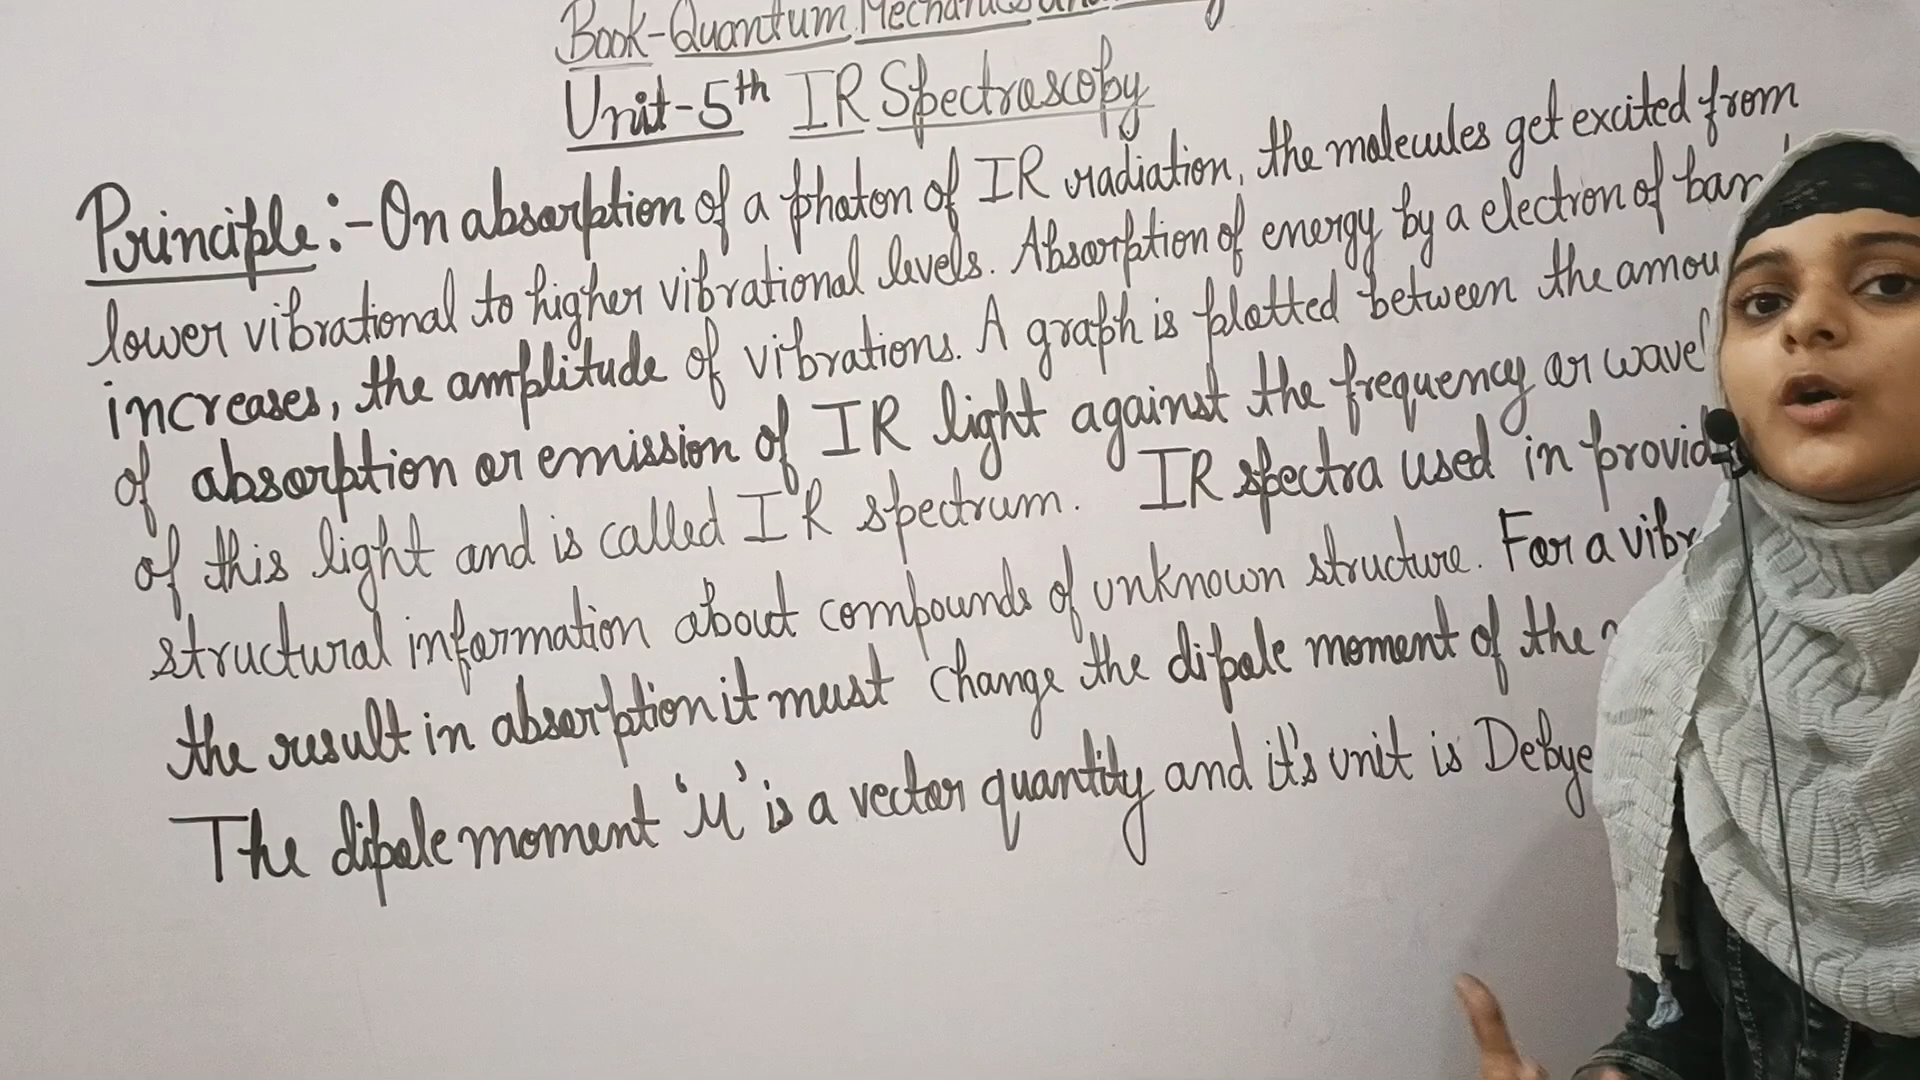 Book-Quantum Mechanics and
Unit-5th IR Spectroscopy
Principle:-On absorption of a photon of IR radiation, the molecules get excited from
lower vibrational to higher vibrational levels. Absorption of energy by a electron of
increases, the amplitude of vibrations. A graph is plotted between the
of absorption or emission of IR light against the frequency or
of this light and is called IR spectrum. IR spectra used in
structural information about compounds of unknown structure. For a
the result in absorption it must change the dipole moment of the
The dipole moment 'μ' is a vector quantity and it's unit is Debye